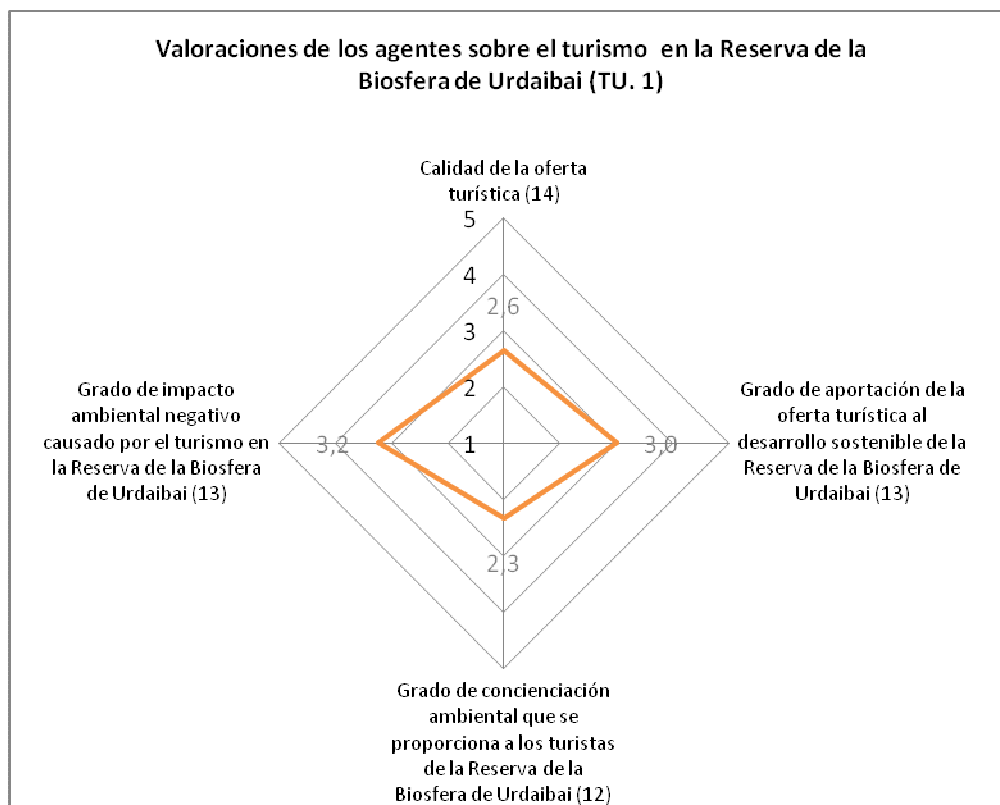 Valoraciones de los agentes sobre el turismo en la Reserva de la
Biosfera de Urdaibai (TU. 1)
Calidad de la oferta
turística (14)
5
4
2,6
3
2
1
3,2
3,0
2,3
Grado de impacto
ambiental negativo
causado por el turismo en
la Reserva de la Biosfera
de Urdaibai (13)
Grado de aportación de la
oferta turística al
desarrollo sostenible de la
Reserva de la Biosfera de
Urdaibai (13)
Grado de concienciación
ambiental que se
proporciona a los turistas
de la Reserva de la
Biosfera de Urdaibai (12)